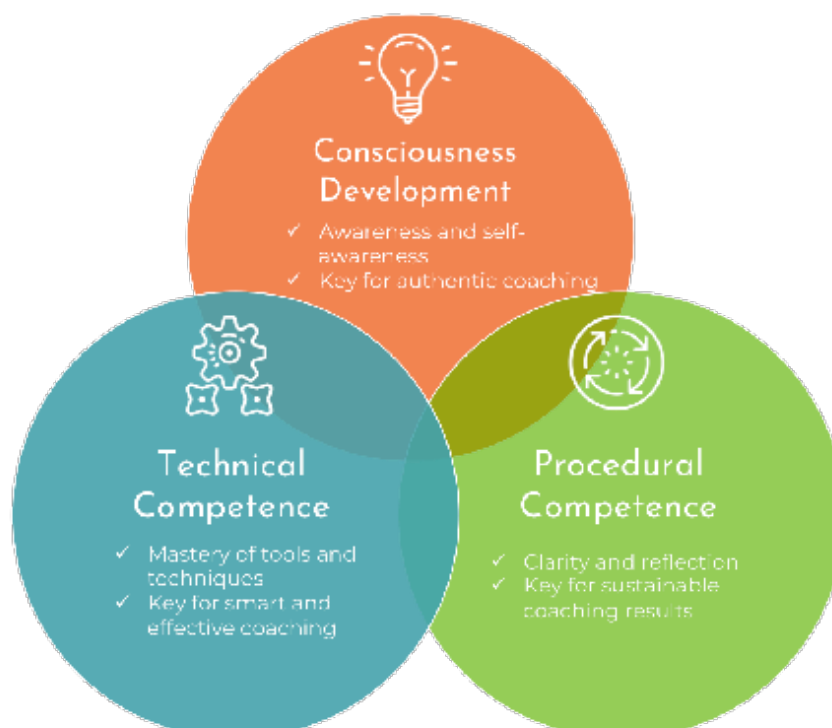 Consciousness
Development
✓ Awareness and self-
awareness
✓ Key for authentic coaching
Technical
Competence
✓ Mastery of tools and
techniques
✓ Key for smart and
effective coaching
Procedural
Competence
✓ Clarity and reflection
✓ Key for sustainable
coaching results